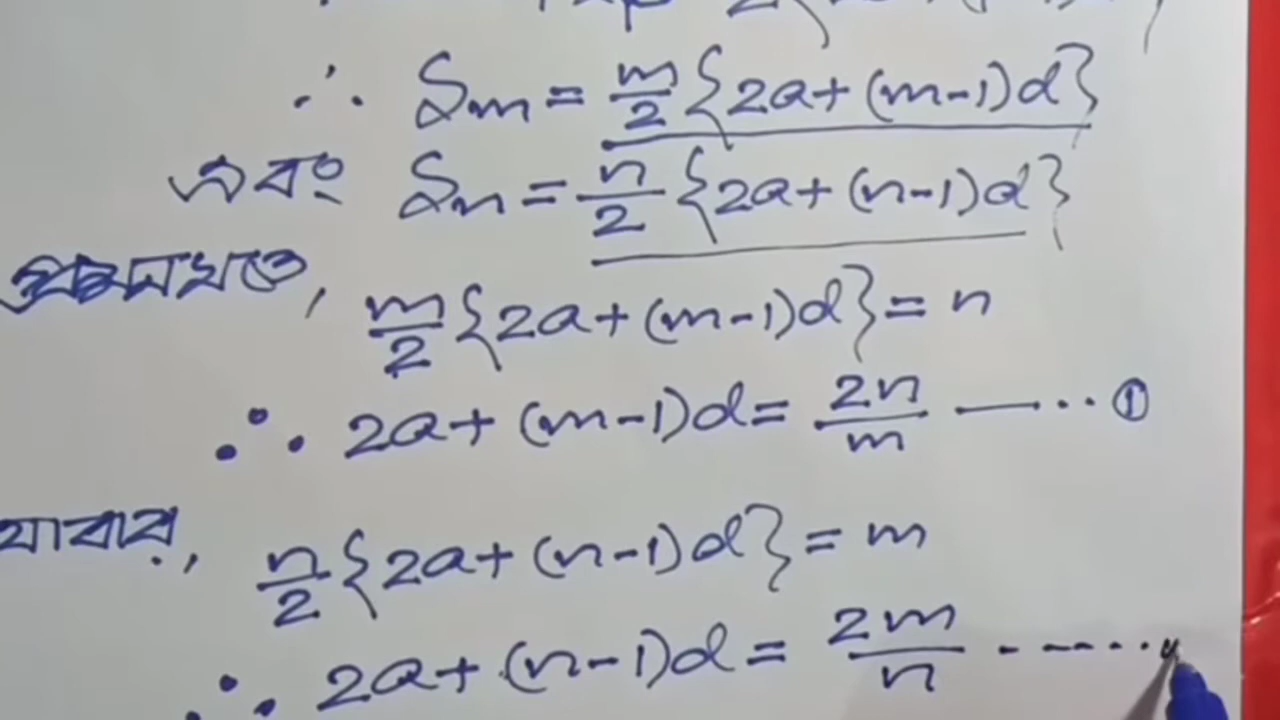 ∴ Sm = m/2 {2a+(m-1)d}
এবং Sn = n/2 {2a+(n-1)d}
প্রশ্নমতে, m/2 {2a+(m-1)d} = n
∴ 2a+(m-1)d = 2n/m —--·· ①
আবার, n/2 {2a+(n-1)d} = m
∴ 2a+(n-1)d = 2m/n ------··